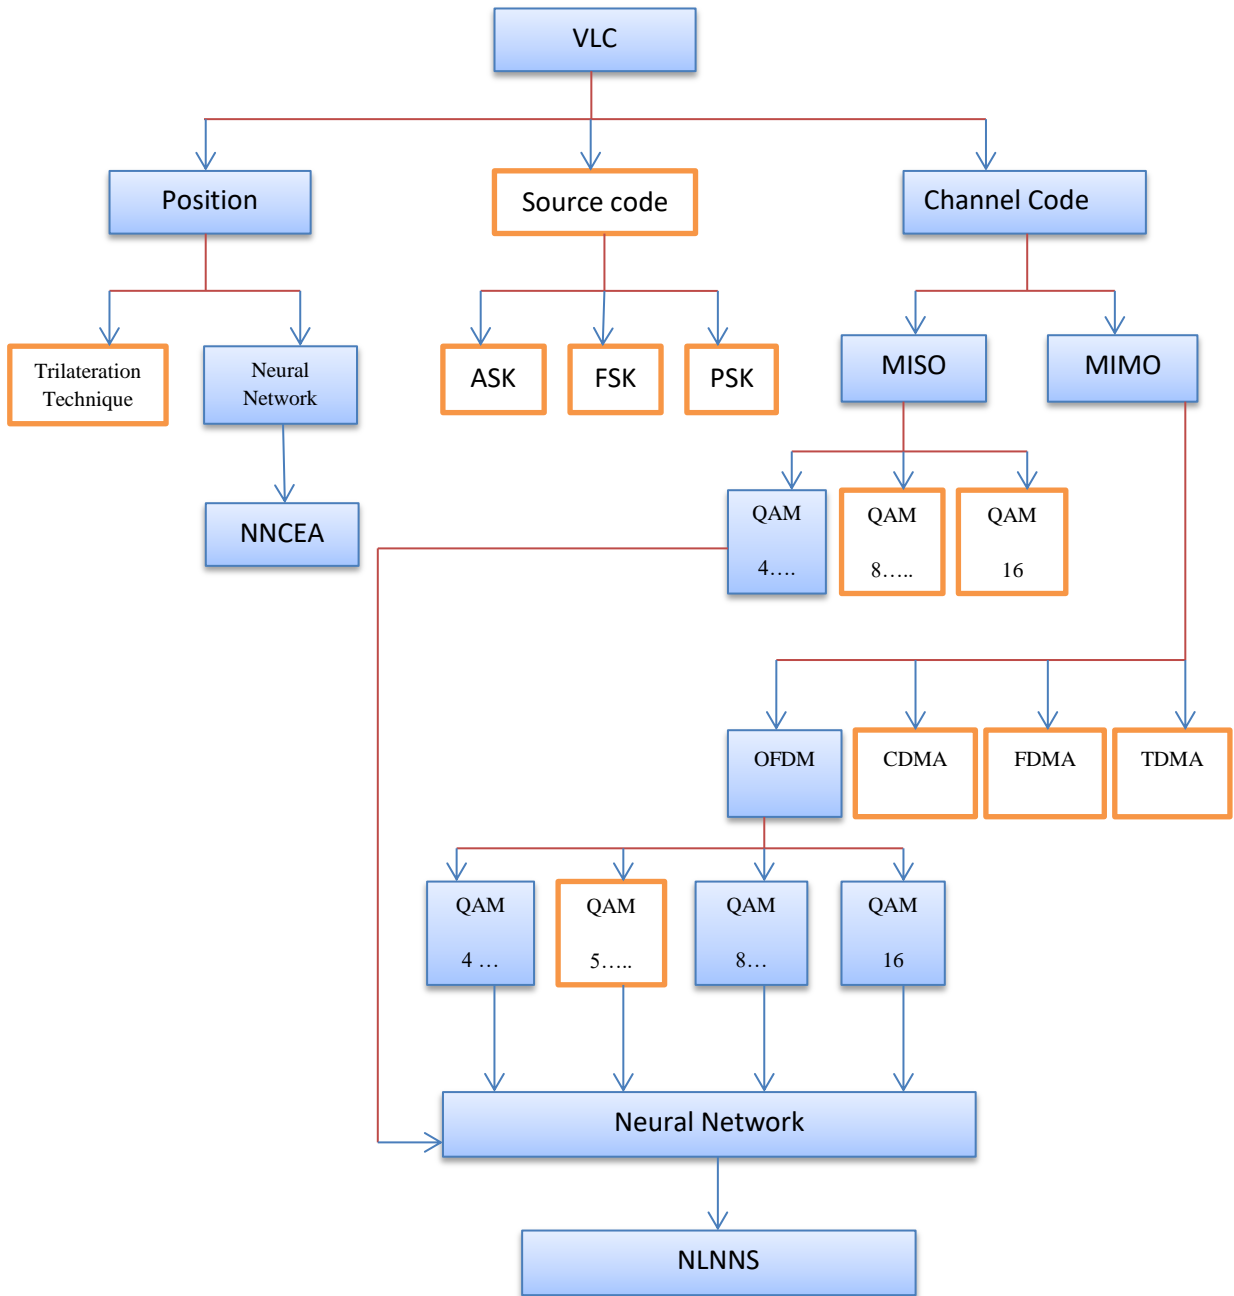 VLC
Position
Source code
Channel Code
Trilateration
Technique
Neural
Network
ASK
FSK
PSK
MISO
MIMO
NNCEA
QAM
4....
QAM
8.....
QAM
16
OFDM
CDMA
FDMA
TDMA
QAM
4 ...
QAM
5.....
QAM
8...
QAM
16
Neural Network
NLNNS